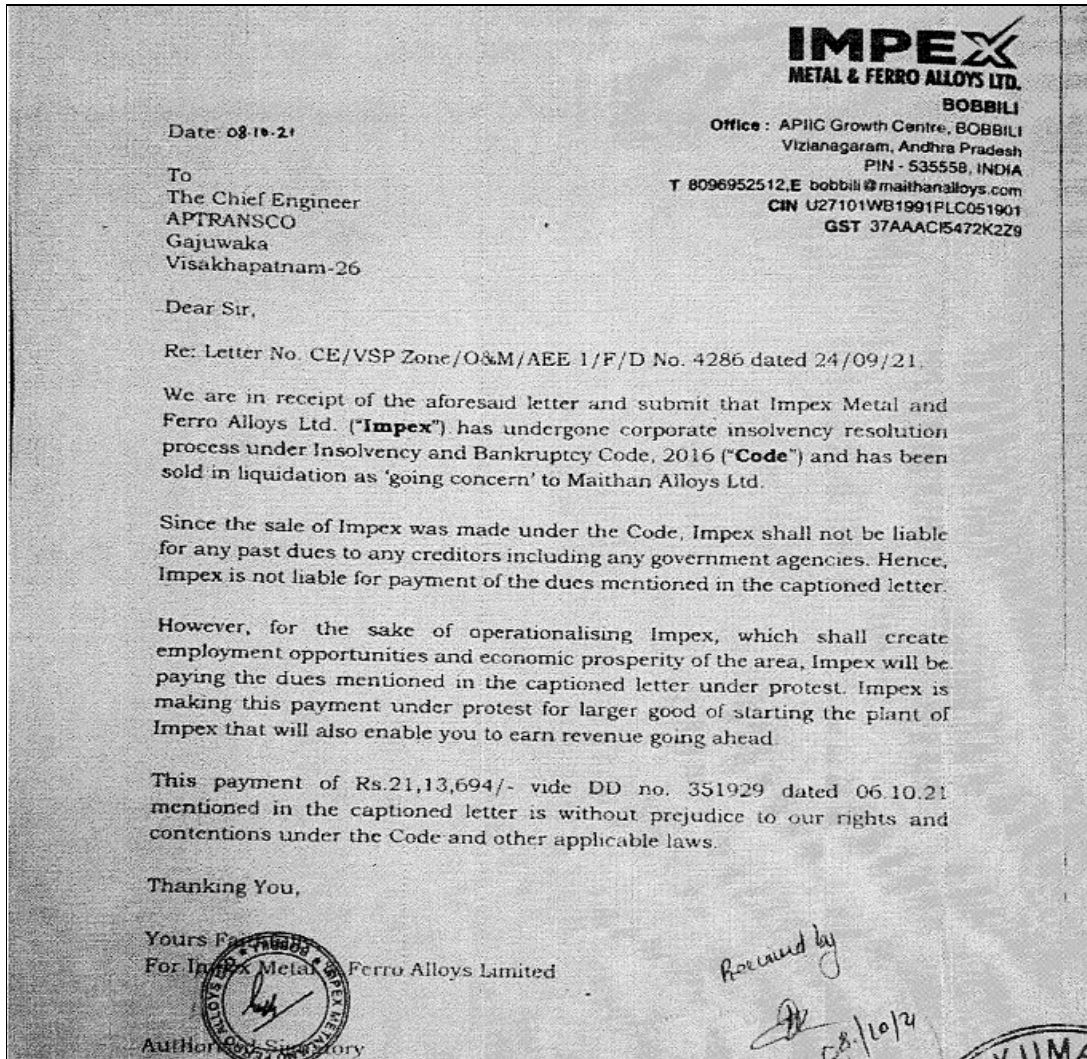 IMPEX
METAL & FERRO ALLOYS LTD.
BOBBILI
Office : APIIC Growth Centre, BOBBILI
Vizianagaram, Andhra Pradesh
PIN - 535558, INDIA
T 8096952512,E bobbili@maithanalloys.com
CIN U27101WB1991PLC051901
GST 37AAACI5472K2Z9
Date 08-10-21
To
The Chief Engineer
APTRANSCO
Gajuwaka
Visakhapatnam-26
Dear Sir,
Re: Letter No. CE/VSP Zone/O&M/AEE 1/F/D No. 4286 dated 24/09/21.
We are in receipt of the aforesaid letter and submit that Impex Metal and
Ferro Alloys Ltd. ("Impex") has undergone corporate insolvency resolution
process under Insolvency and Bankruptcy Code, 2016 ("Code") and has been
sold in liquidation as 'going concern' to Maithan Alloys Ltd.
Since the sale of Impex was made under the Code, Impex shall not be liable
for any past dues to any creditors including any government agencies. Hence,
Impex is not liable for payment of the dues mentioned in the captioned letter.
However, for the sake of operationalising Impex, which shall create
employment opportunities and economic prosperity of the area, Impex will be
paying the dues mentioned in the captioned letter under protest. Impex is
making this payment under protest for larger good of starting the plant of
Impex that will also enable you to earn revenue going ahead.
This payment of Rs.21,13,694/- vide DD no. 351929 dated 06.10.21
mentioned in the captioned letter is without prejudice to our rights and
contentions under the Code and other applicable laws.
Thanking You,
Yours Faithfully
For Impex Metal & Ferro Alloys Limited
Received by
08/10/21
Authorised Signatory